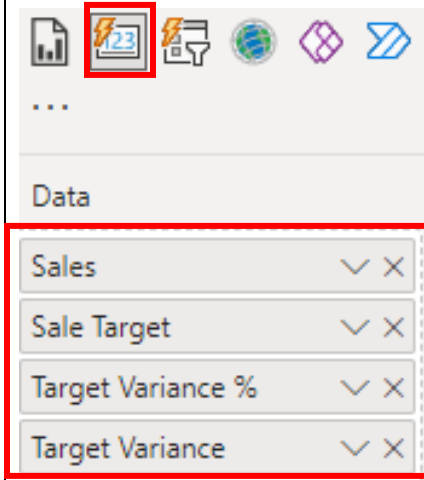 123
...
Data
Sales
Sale Target
Target Variance %
Target Variance